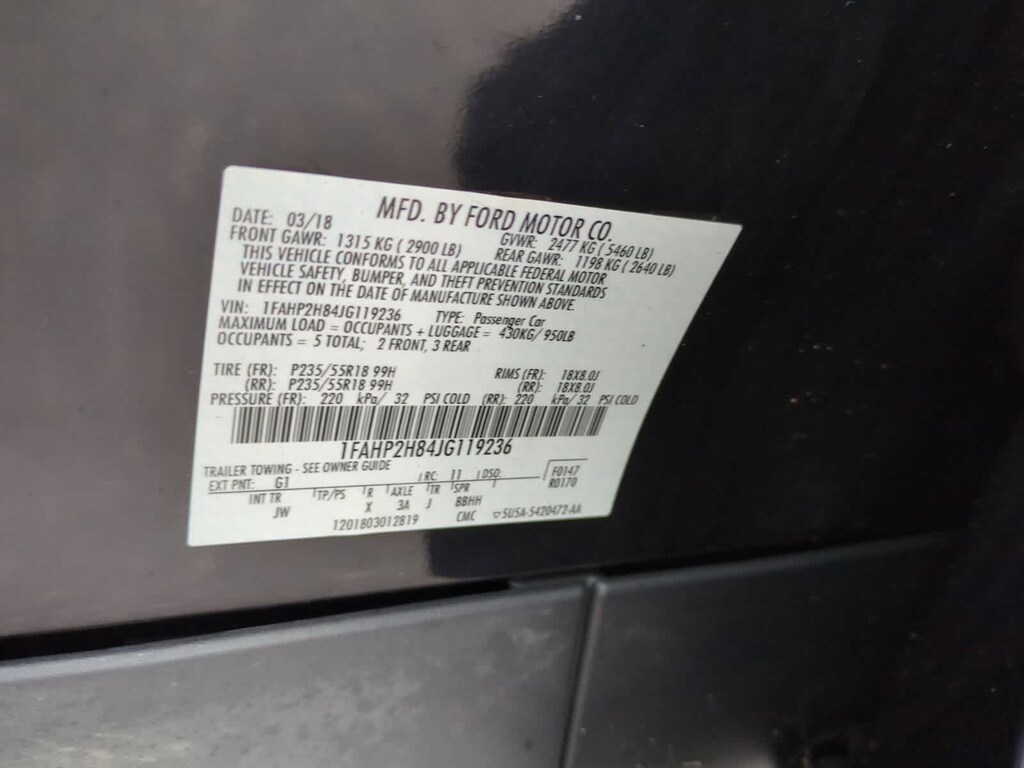 MFD. BY FORD MOTOR CO.
DATE: 03/18 GVWR: 2477 KG ( 5460 LB)
FRONT GAWR: 1315 KG ( 2900 LB) REAR GAWR: 1198 KG ( 2640 LB)
THIS VEHICLE CONFORMS TO ALL APPLICABLE FEDERAL MOTOR
VEHICLE SAFETY, BUMPER, AND THEFT PREVENTION STANDARDS
IN EFFECT ON THE DATE OF MANUFACTURE SHOWN ABOVE.
VIN: 1FAHP2H84JG119236 TYPE: Passenger Car
MAXIMUM LOAD = OCCUPANTS + LUGGAGE = 430KG/ 950LB
OCCUPANTS = 5 TOTAL; 2 FRONT, 3 REAR
TIRE (FR): P235/55R18 99H RIMS (FR): 18X8.0J
(RR): P235/55R18 99H (RR): 18X8.0J
PRESSURE (FR): 220 kPa/ 32 PSI COLD (RR): 220 kPa/ 32 PSI COLD
1FAHP2H84JG119236
TRAILER TOWING - SEE OWNER GUIDE
EXT PNT: G1 RC: 11 DSO: F0147
R0170
INT TR TP/PS R AXLE TR SPR
JW X 3A J BBHH
1201803012819 CMC ▽5U5A-5420472-AA